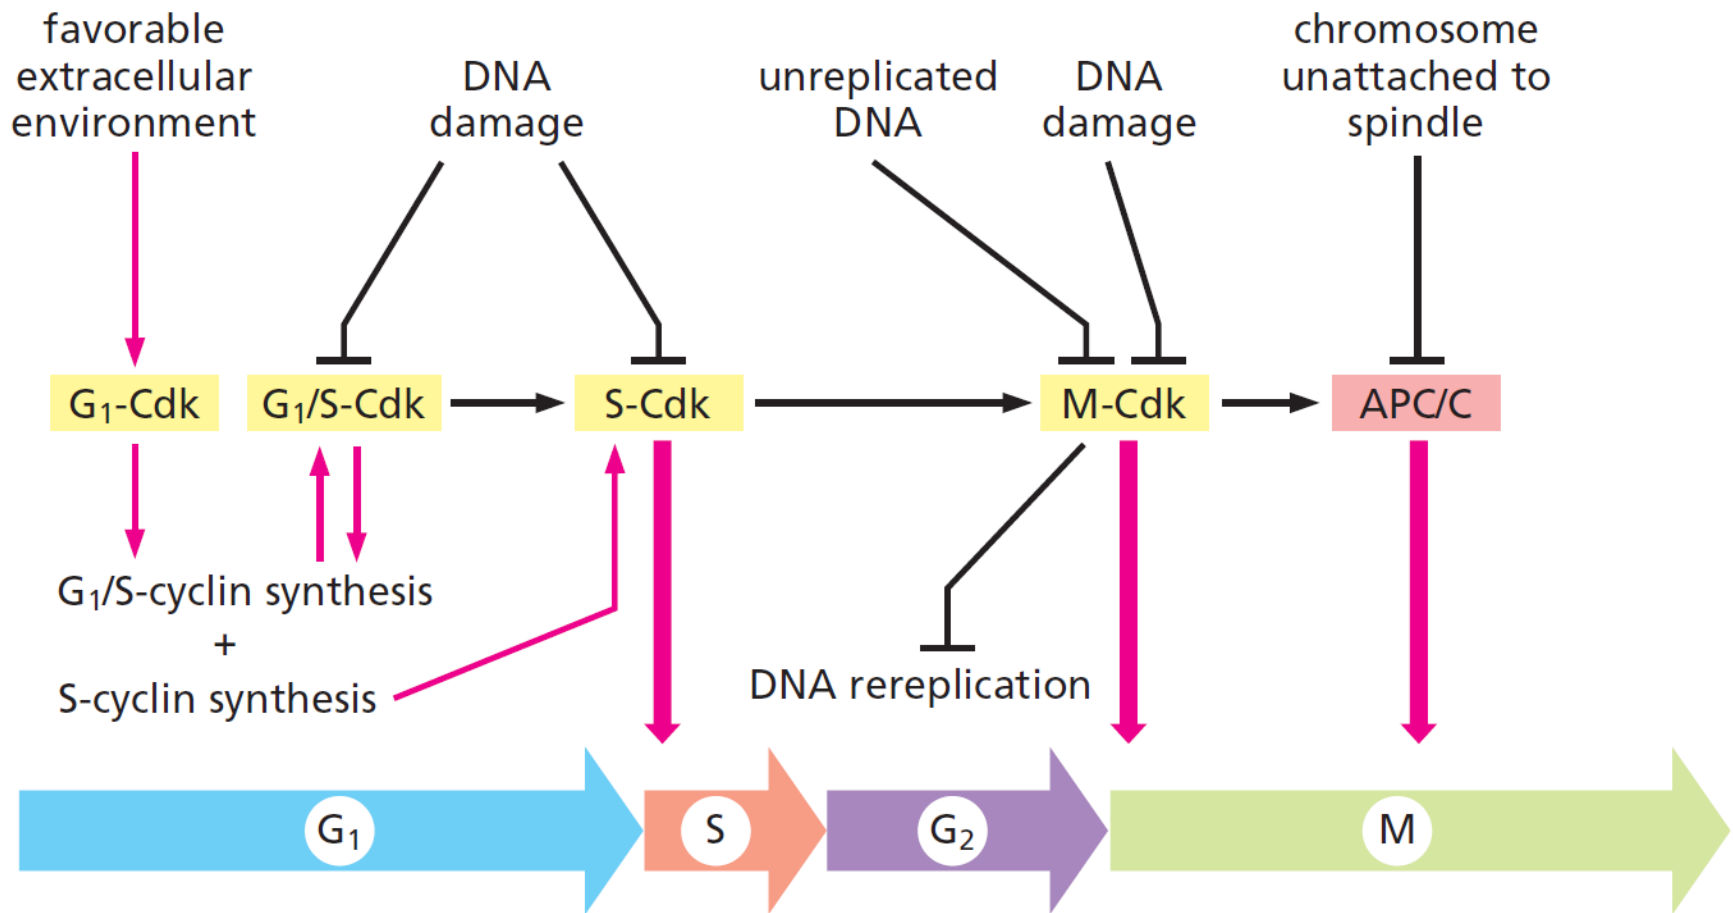 favorable
extracellular
environment
DNA
damage
unreplicated
DNA
DNA
damage
chromosome
unattached to
spindle
G₁-Cdk
G₁/S-Cdk
S-Cdk
M-Cdk
APC/C
G₁/S-cyclin synthesis
+
S-cyclin synthesis
DNA rereplication
G₁
S
G₂
M